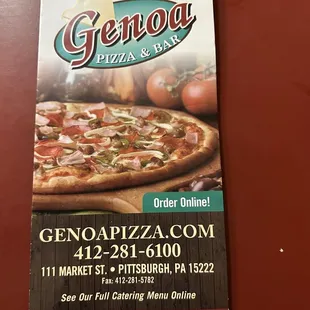 Genoa
PIZZA & BAR
Order Online!
GENOAPIZZA.COM
412-281-6100
111 MARKET ST. • PITTSBURGH, PA 15222
Fax: 412-281-5782
See Our Full Catering Menu Online